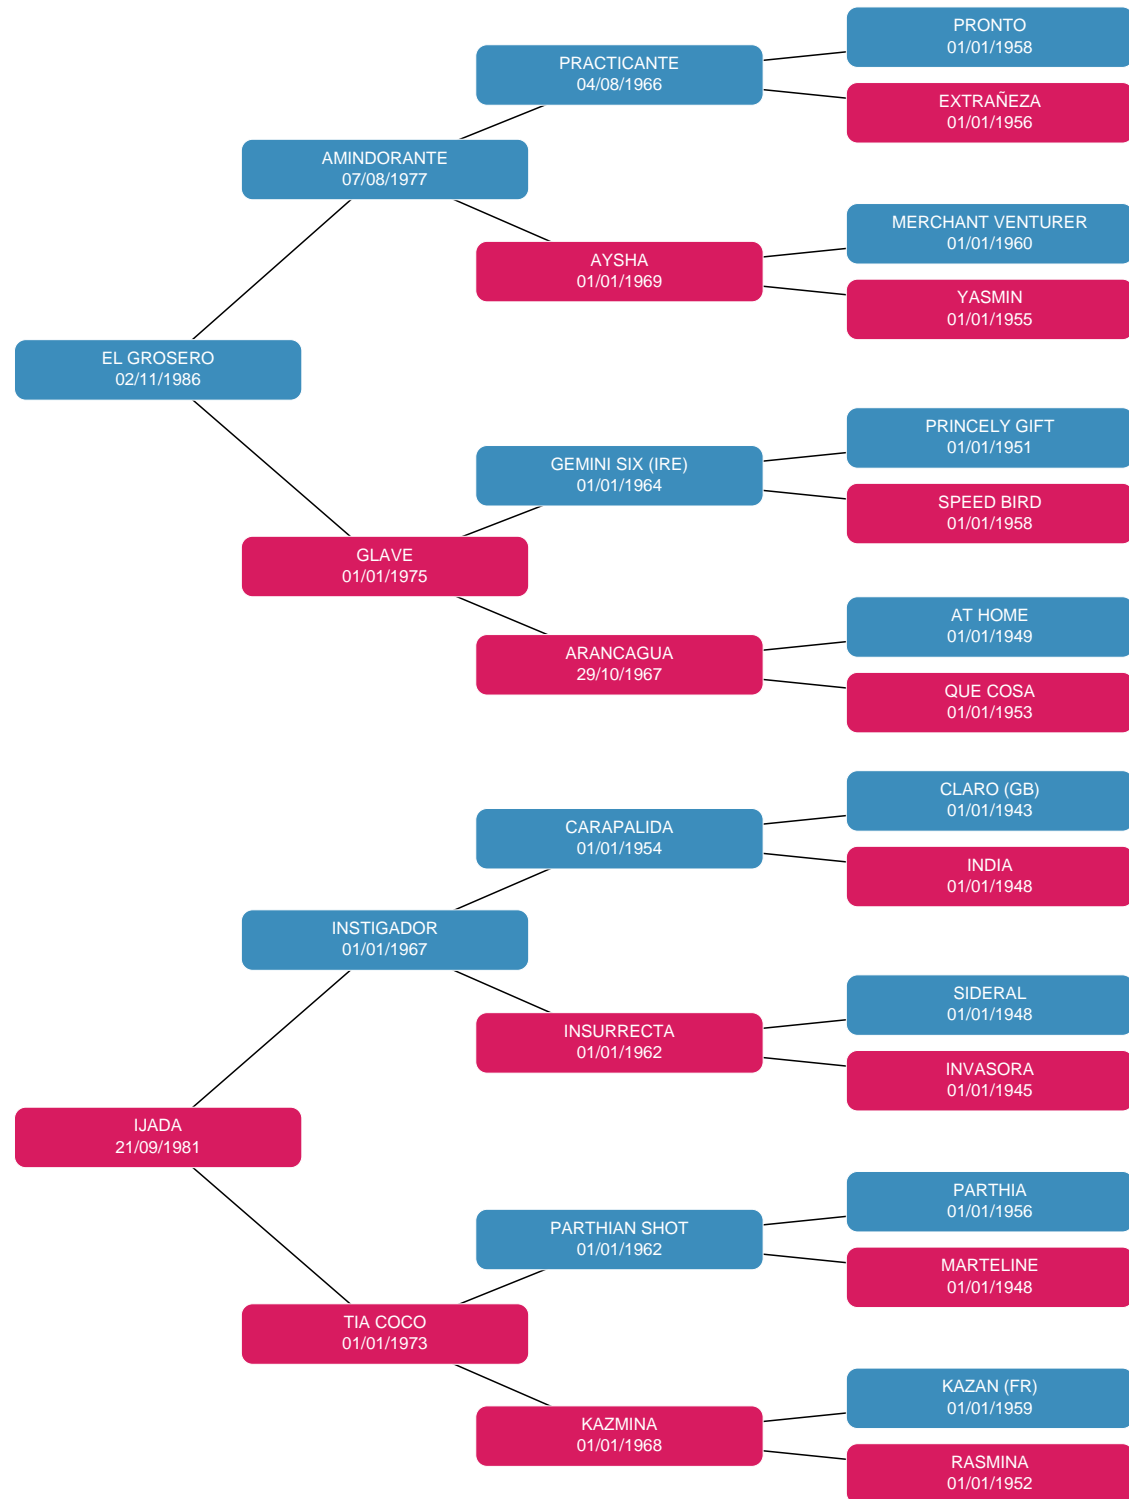 PRONTO
01/01/1958
PRACTICANTE
04/08/1966
EXTRAÑEZA
01/01/1956
AMINDORANTE
07/08/1977
MERCHANT VENTURER
01/01/1960
AYSHA
01/01/1969
YASMIN
01/01/1955
EL GROSERO
02/11/1986
PRINCELY GIFT
01/01/1951
GEMINI SIX (IRE)
01/01/1964
SPEED BIRD
01/01/1958
GLAVE
01/01/1975
AT HOME
01/01/1949
ARANCAGUA
29/10/1967
QUE COSA
01/01/1953
CLARO (GB)
01/01/1943
CARAPALIDA
01/01/1954
INDIA
01/01/1948
INSTIGADOR
01/01/1967
SIDERAL
01/01/1948
INSURRECTA
01/01/1962
INVASORA
01/01/1945
IJADA
21/09/1981
PARTHIA
01/01/1956
PARTHIAN SHOT
01/01/1962
MARTELINE
01/01/1948
TIA COCO
01/01/1973
KAZAN (FR)
01/01/1959
KAZMINA
01/01/1968
RASMINA
01/01/1952